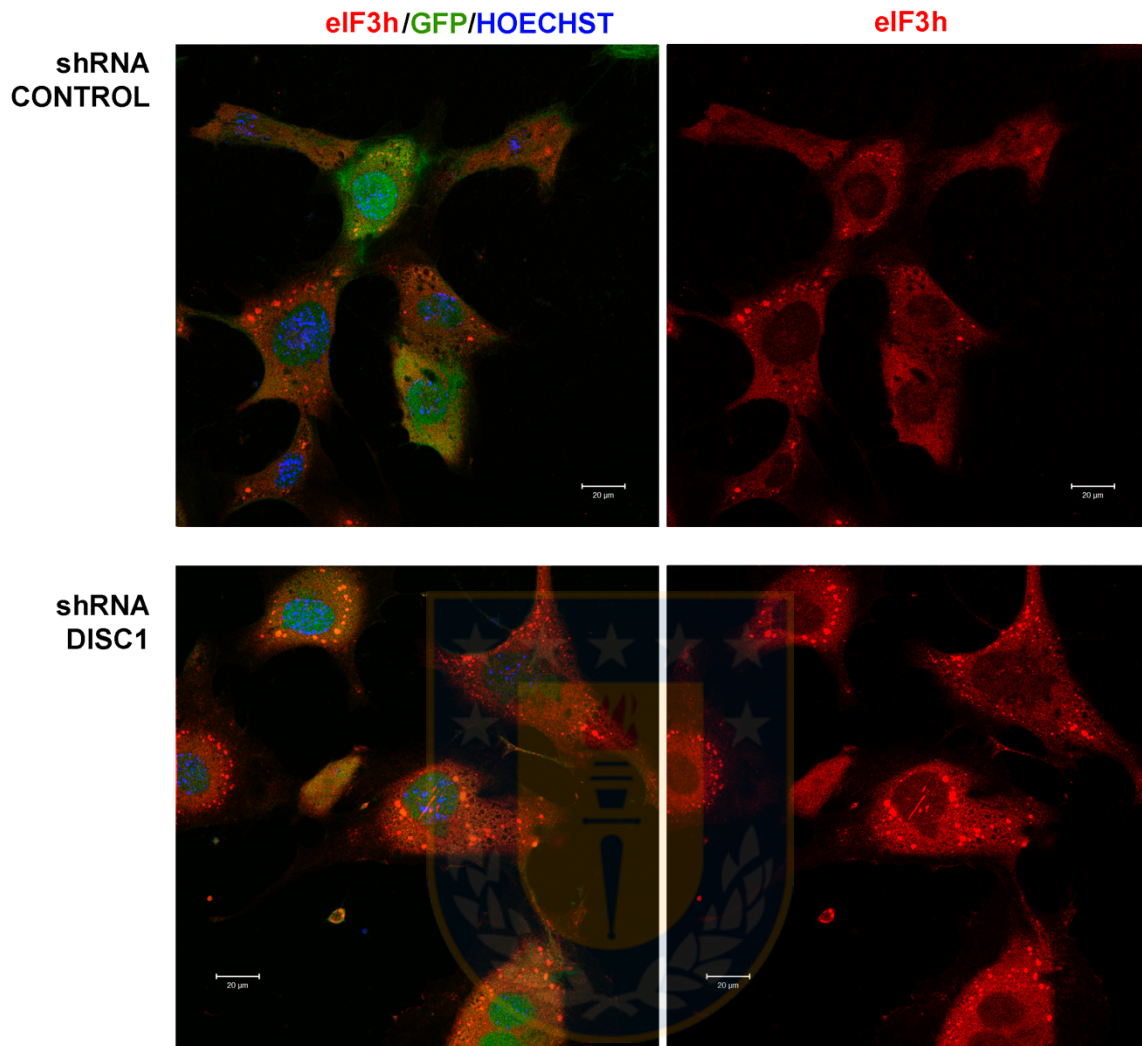 eIF3h/GFP/HOECHST
eIF3h
shRNA
CONTROL
20 µm
20 µm
shRNA
DISC1
20 µm
20 µm